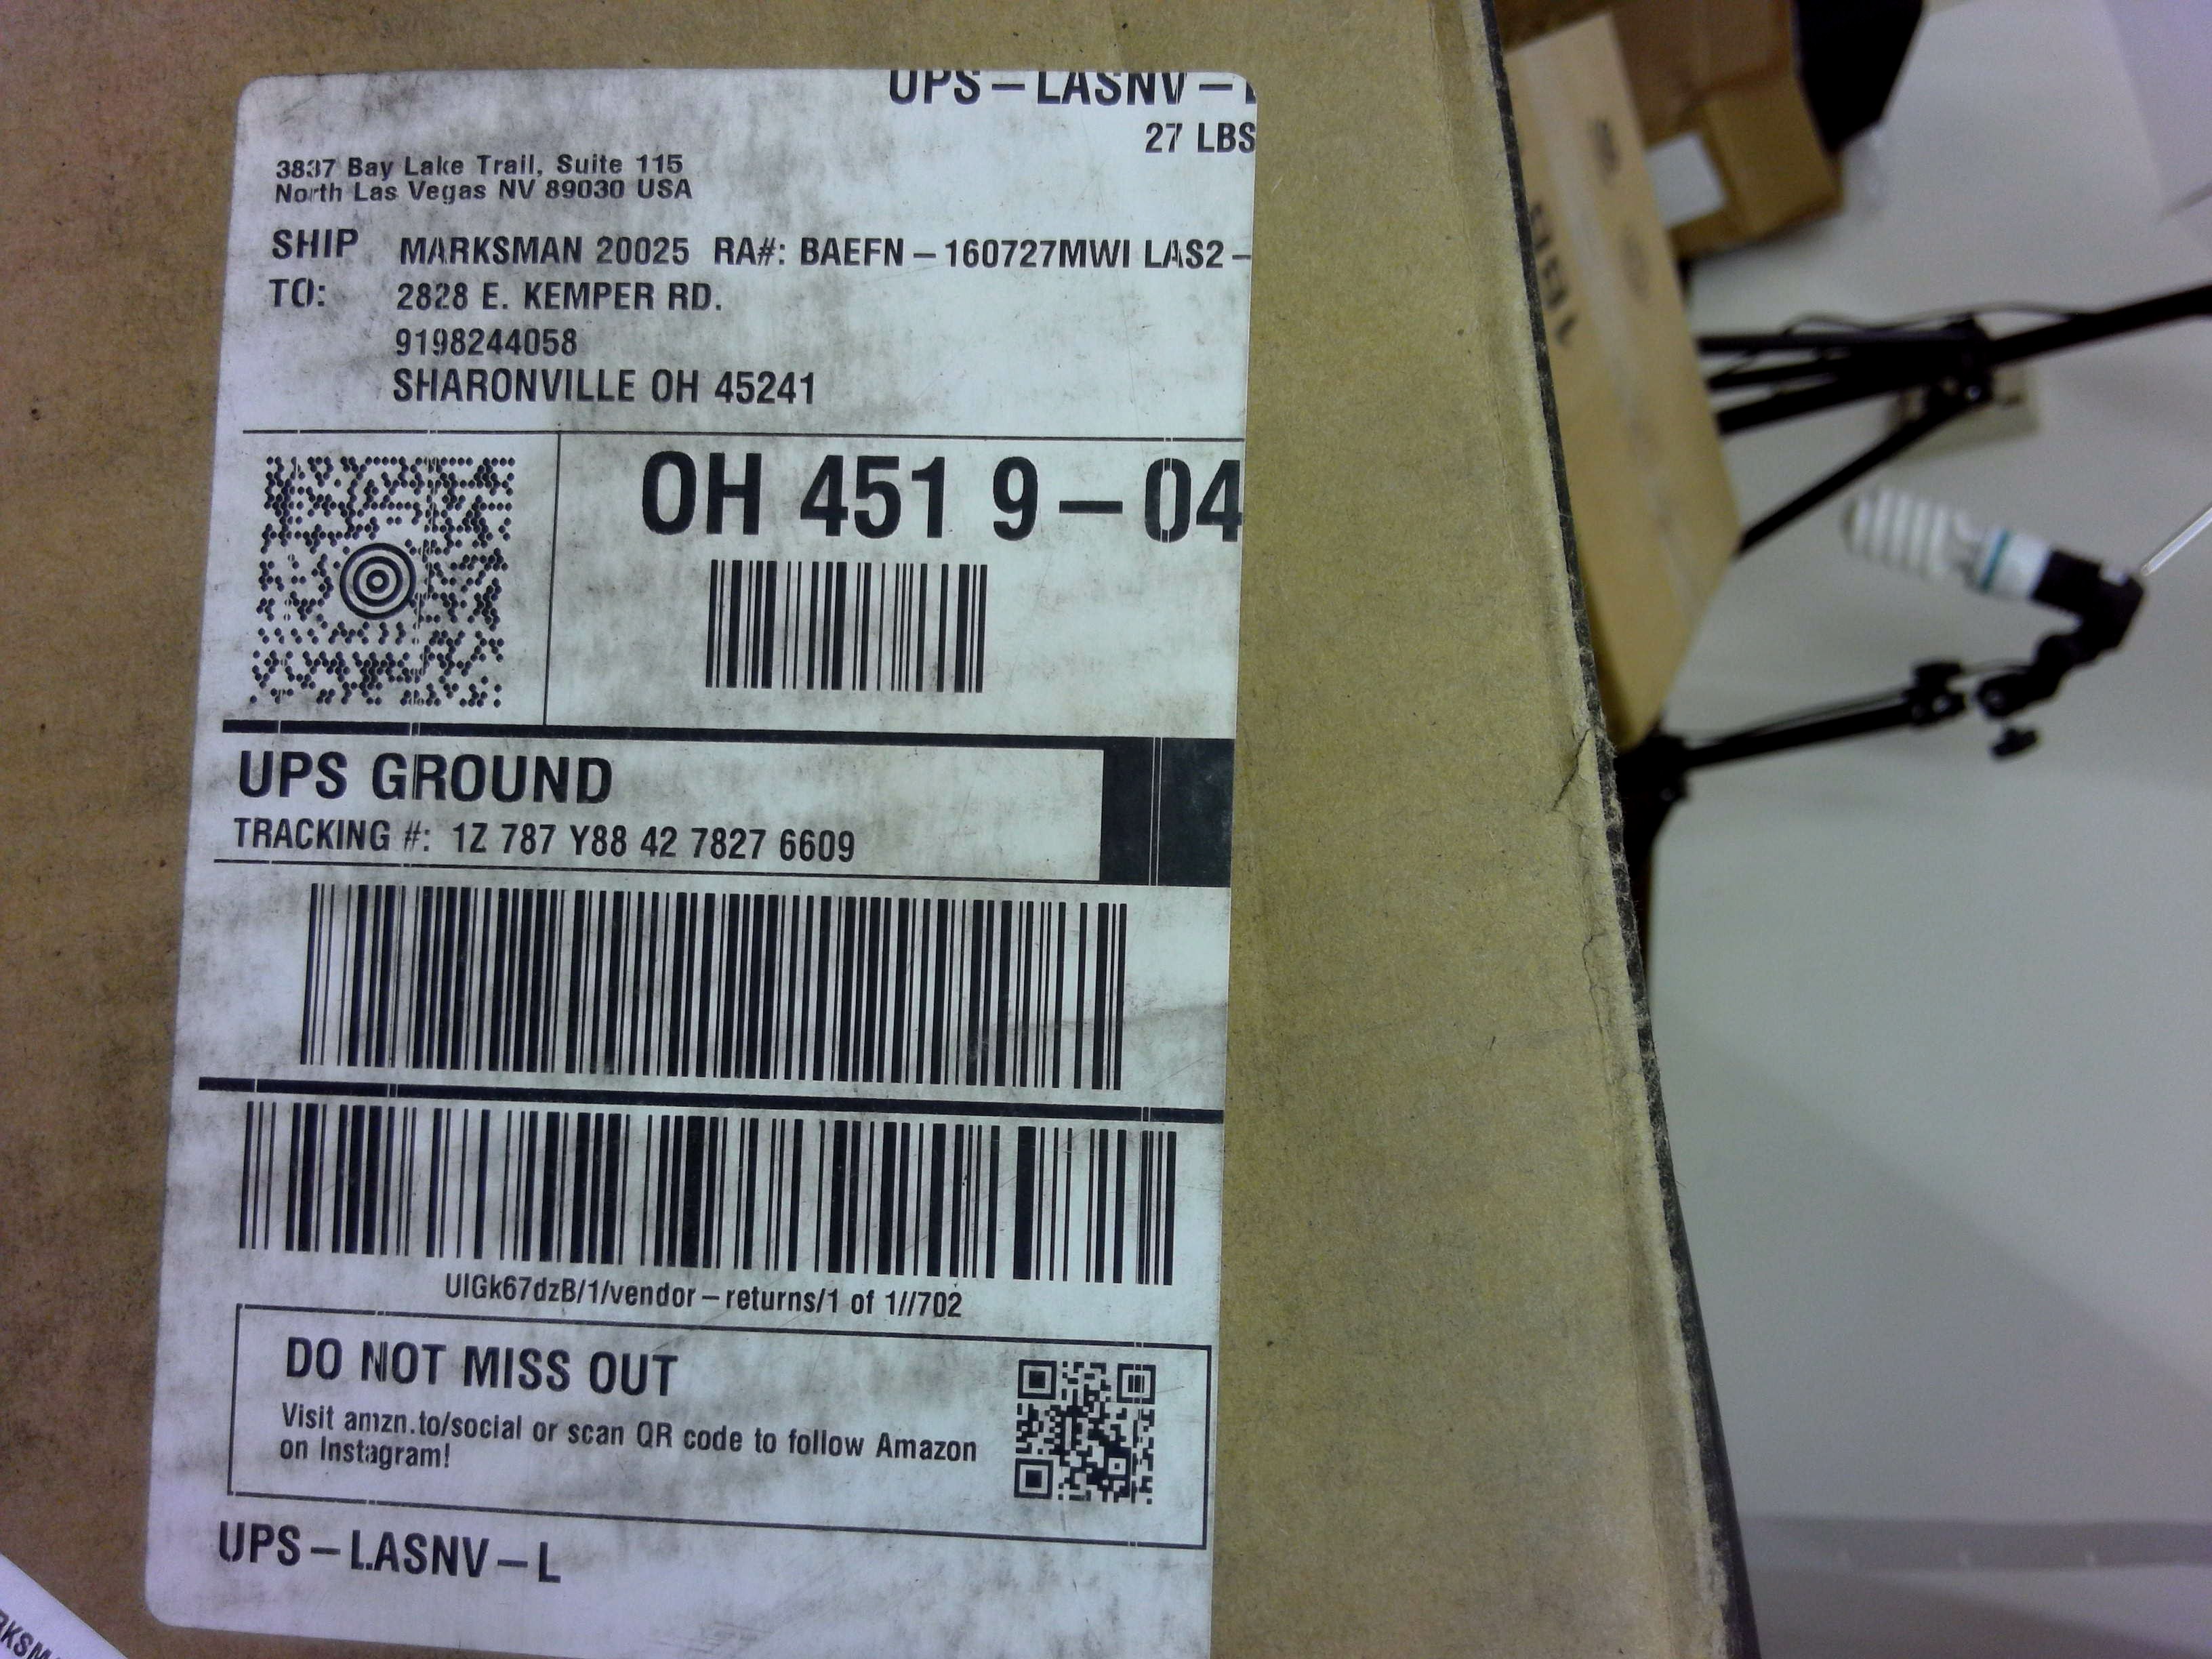 UPS-LASNV-
27 LBS
3837 Bay Lake Trail, Suite 115
North Las Vegas NV 89030 USA
SHIP TO:
MARKSMAN 20025 RA#: BAEFN-160727MWI LAS2-
2828 E. KEMPER RD.
9198244058
SHARONVILLE OH 45241
OH 451 9-04
UPS GROUND
TRACKING #: 1Z 787 Y88 42 7827 6609
UIGk67dzB/1/vendor-returns/1 of 1//702
DO NOT MISS OUT
Visit amzn.to/social or scan QR code to follow Amazon
on Instagram!
UPS-LASNV-L